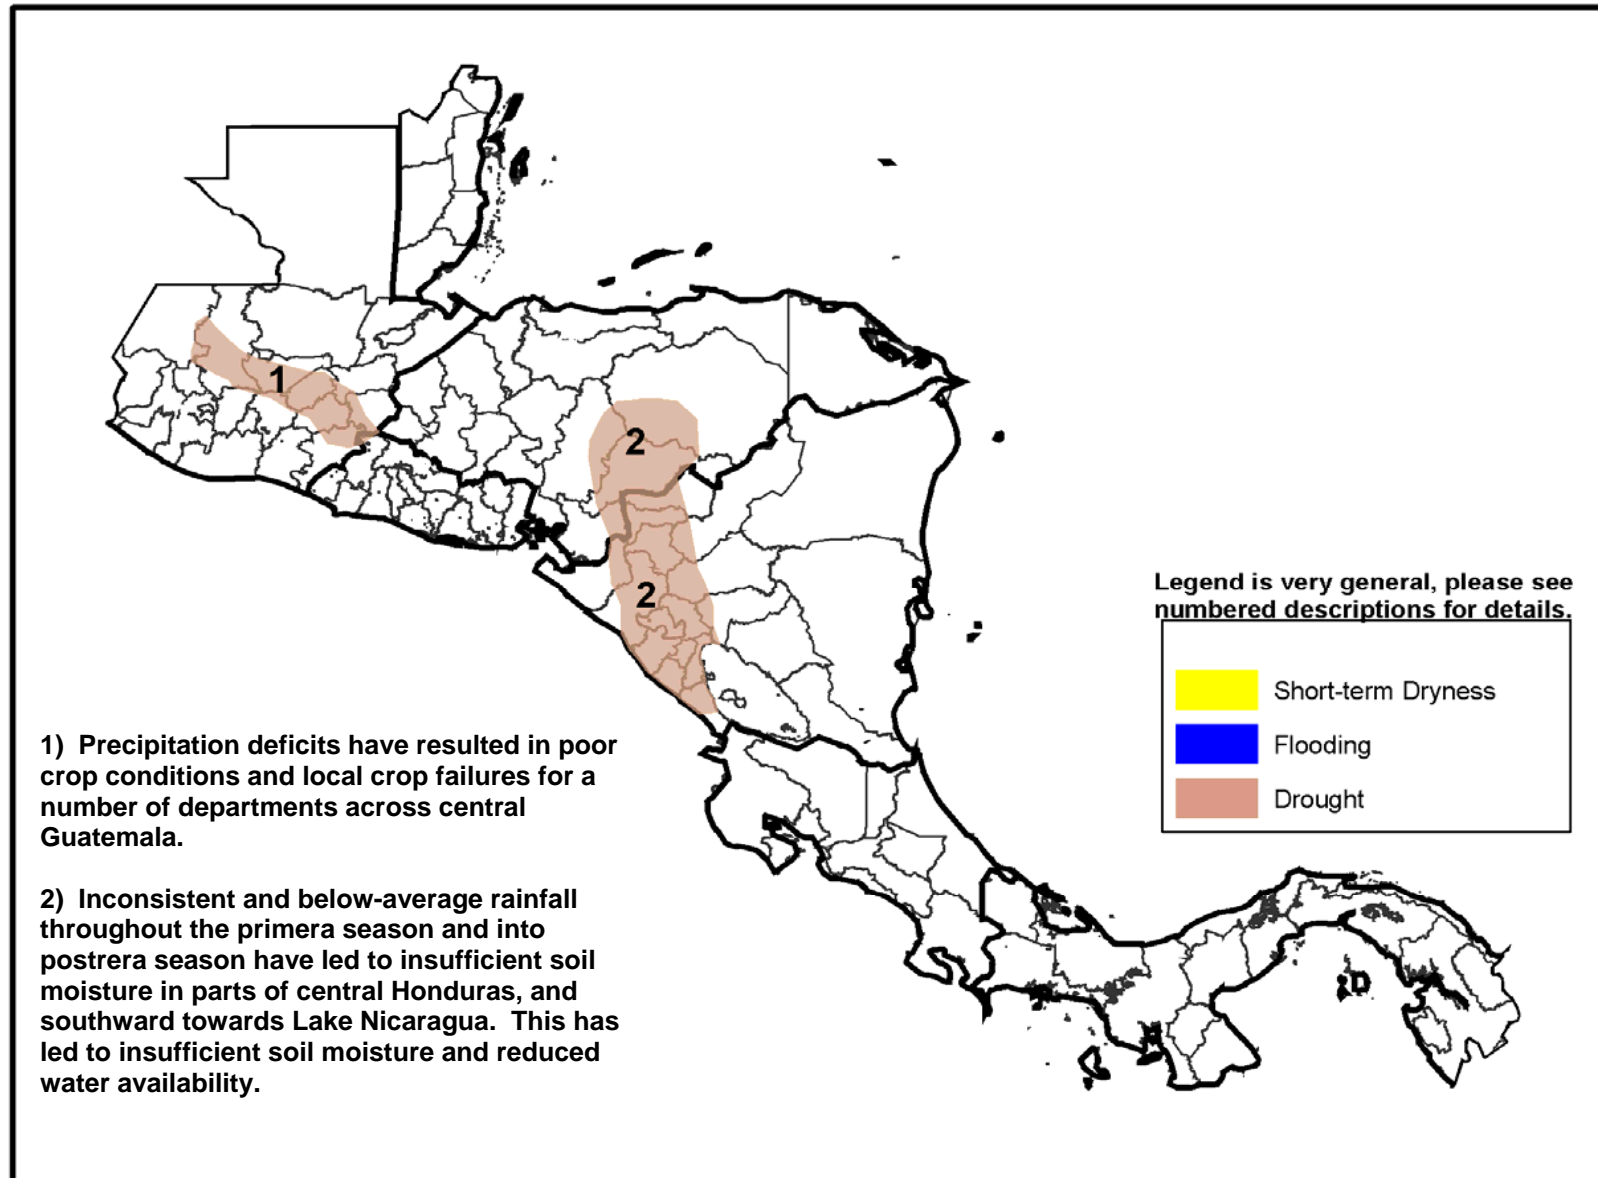 1
2
2
Legend is very general, please see
numbered descriptions for details.
Short-term Dryness
Flooding
Drought
1)  Precipitation deficits have resulted in poor
crop conditions and local crop failures for a
number of departments across central
Guatemala.
2)  Inconsistent and below-average rainfall
throughout the primera season and into
postrera season have led to insufficient soil
moisture in parts of central Honduras, and
southward towards Lake Nicaragua.  This has
led to insufficient soil moisture and reduced
water availability.